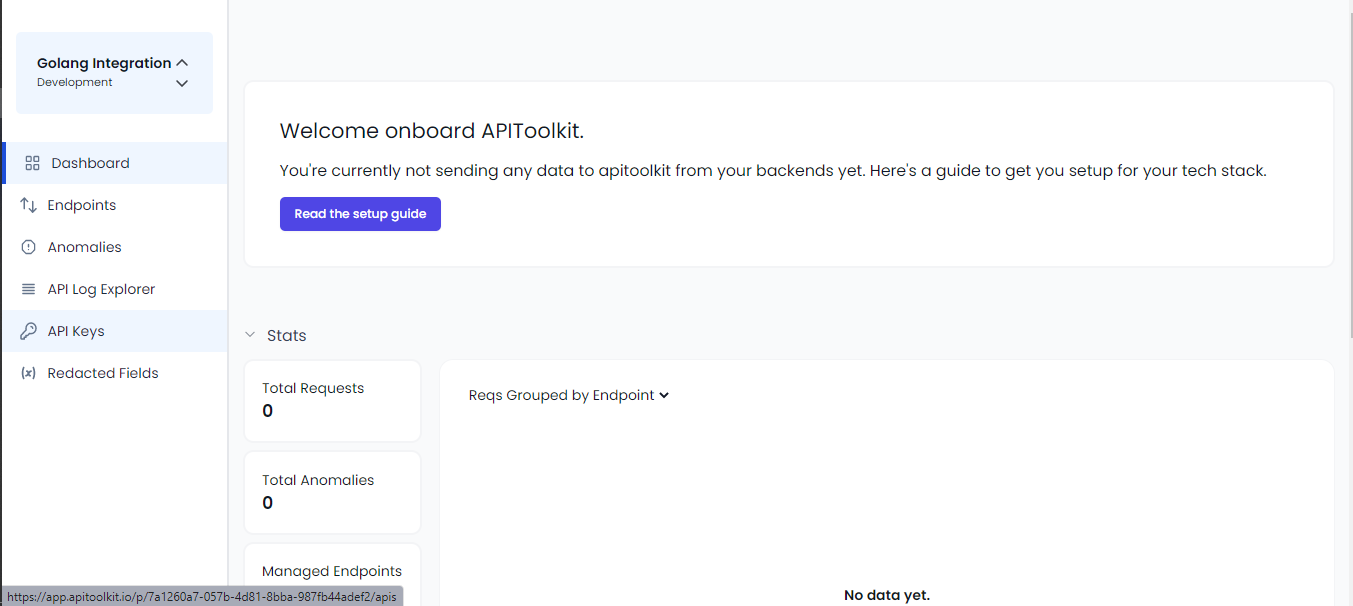 Golang Integration
Development
Dashboard
Endpoints
Anomalies
API Log Explorer
API Keys
Redacted Fields
Welcome onboard APIToolkit.
You're currently not sending any data to apitoolkit from your backends yet. Here's a guide to get you setup for your tech stack.
Read the setup guide
Stats
Total Requests
0
Total Anomalies
0
Managed Endpoints
Reqs Grouped by Endpoint
No data yet.
https://app.apitoolkit.io/p/7a1260a7-057b-4d81-8bba-987fb44adef2/apis